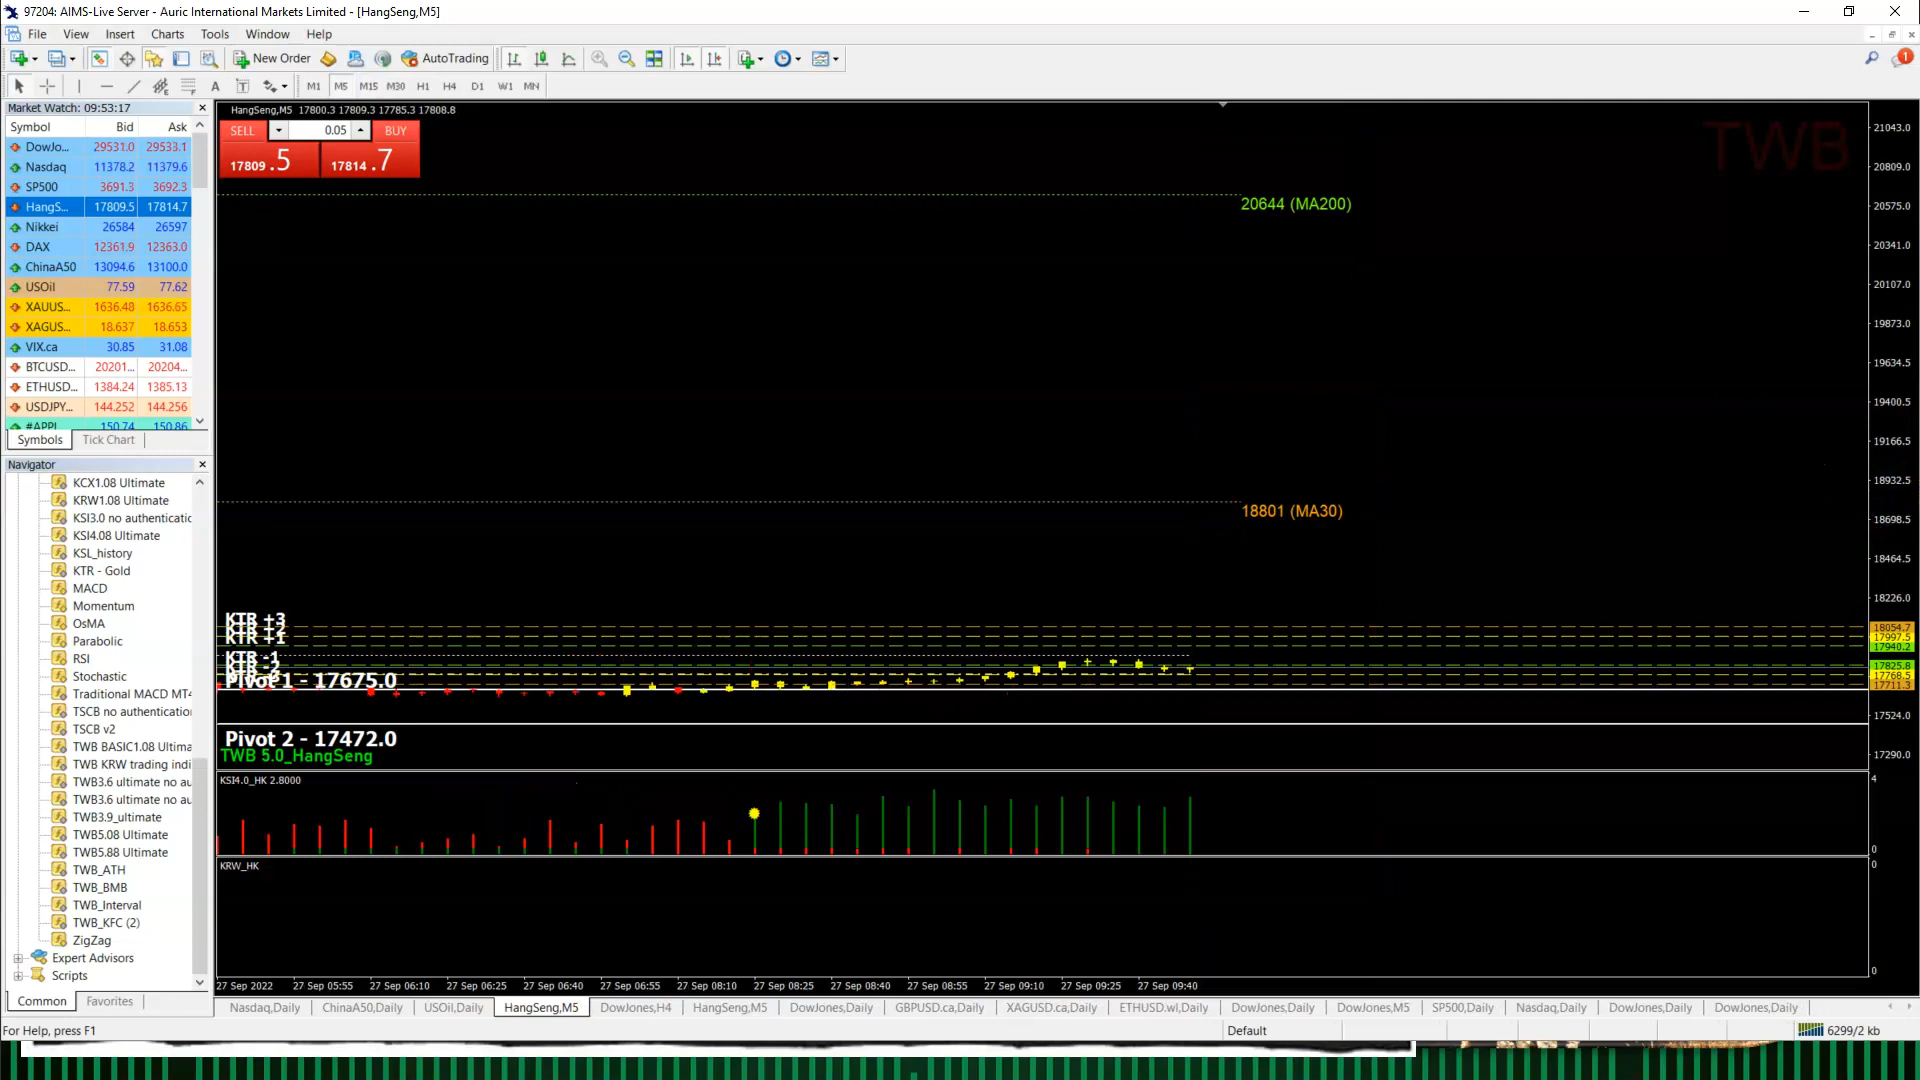 97204: AIMS-Live Server - Auric International Markets Limited - [HangSeng,M5]
File View Insert Charts Tools Window Help
New Order AutoTrading 1
A T M1 M5 M15 M30 H1 H4 D1 W1 MN
Market Watch: 09:53:17
Symbol Bid Ask
DowJo... 29531.0 29533.1
Nasdaq 11378.2 11379.6
SP500 3691.3 3692.3
HangS... 17809.5 17814.7
Nikkei 26584 26597
DAX 12361.9 12363.0
ChinaA50 13094.6 13100.0
USOil 77.59 77.62
XAUUS... 1636.48 1636.65
XAGUS... 18.637 18.653
VIX.ca 30.85 31.08
BTCUSD... 20201... 20204...
ETHUSD... 1384.24 1385.13
USDJPY... 144.252 144.256
#APPL 150.74 150.86
Symbols Tick Chart
Navigator
KCX1.08 Ultimate
KRW1.08 Ultimate
KSI3.0 no authenticatic
KSI4.08 Ultimate
KSL_history
KTR - Gold
MACD
Momentum
OsMA
Parabolic
RSI
Stochastic
Traditional MACD MT4
TSCB no authentication
TSCB v2
TWB BASIC1.08 Ultima
TWB KRW trading indi
TWB3.6 ultimate no au
TWB3.6 ultimate no au
TWB3.9_ultimate
TWB5.08 Ultimate
TWB5.88 Ultimate
TWB_ATH
TWB_BMB
TWB_Interval
TWB_KFC (2)
ZigZag
Expert Advisors
Scripts
Common Favorites
HangSeng,M5 17800.3 17809.3 17785.3 17808.8
SELL 0.05 BUY
17809 .5 17814 .7
TWB
20644 (MA200)
18801 (MA30)
KTR +3
KTR +2
KTR +1
KTR -1
KTR -2
Pivot 1 - 17675.0
Pivot 2 - 17472.0
TWB 5.0_HangSeng
KSI4.0_HK 2.8000
KRW_HK
21043.0
20809.0
20575.0
20341.0
20107.0
19873.0
19634.5
19400.5
19166.5
18932.5
18698.5
18464.5
18226.0
18054.7
17997.5
17940.2
17825.8
17768.5
17711.3
17524.0
17290.0
4
0
0
0
27 Sep 2022 27 Sep 05:55 27 Sep 06:10 27 Sep 06:25 27 Sep 06:40 27 Sep 06:55 27 Sep 08:10 27 Sep 08:25 27 Sep 08:40 27 Sep 08:55 27 Sep 09:10 27 Sep 09:25 27 Sep 09:40
Nasdaq,Daily ChinaA50,Daily USOil,Daily HangSeng,M5 DowJones,H4 HangSeng,M5 DowJones,Daily GBPUSD.ca,Daily XAGUSD.ca,Daily ETHUSD.wl,Daily DowJones,Daily DowJones,M5 SP500,Daily Nasdaq,Daily DowJones,Daily DowJones,Daily
For Help, press F1 Default 6299/2 kb